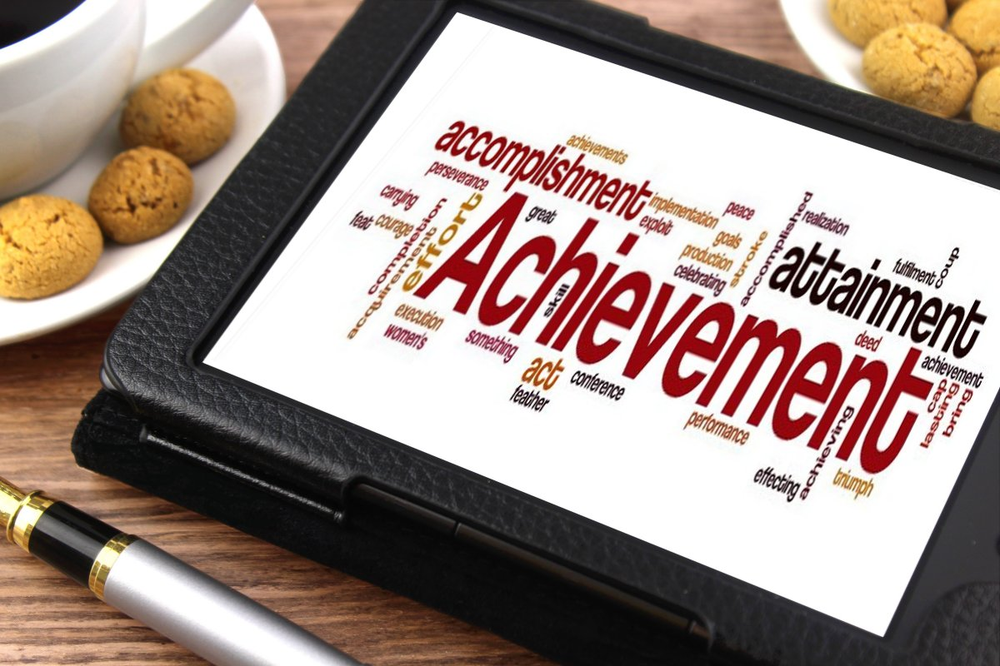 accomplishment
achievements
perseverance
carrying
feat
courage
completion
acquirement
effort
great
implementation
exploit
peace
goals
production
celebrating
stroke
accomplished
realization
attainment
fulfilment
coup
Achievement
skill
execution
women's
something
act
feather
conference
deed
achievement
cap
lasting
bring
performance
effecting
achieving
triumph